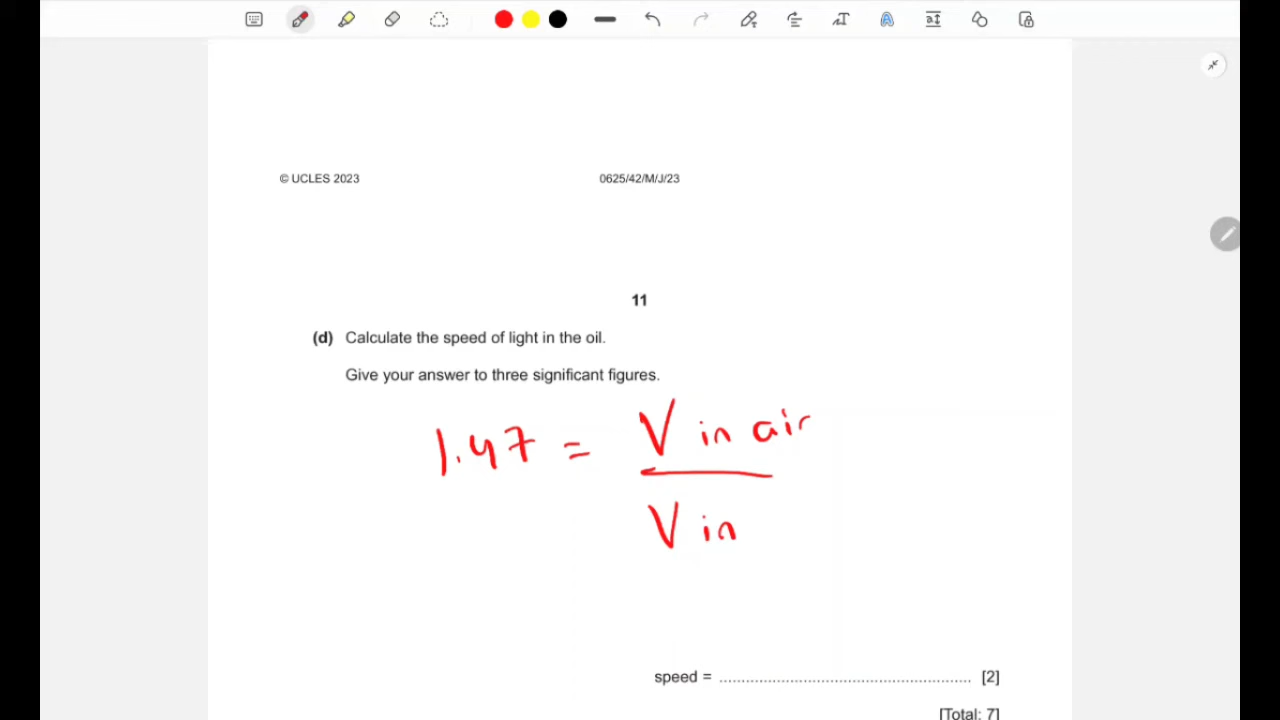 © UCLES 2023 0625/42/M/J/23
11
(d) Calculate the speed of light in the oil.
Give your answer to three significant figures.
1.47 = V in air
V in
speed = ........................................................ [2]
[Total: 7]